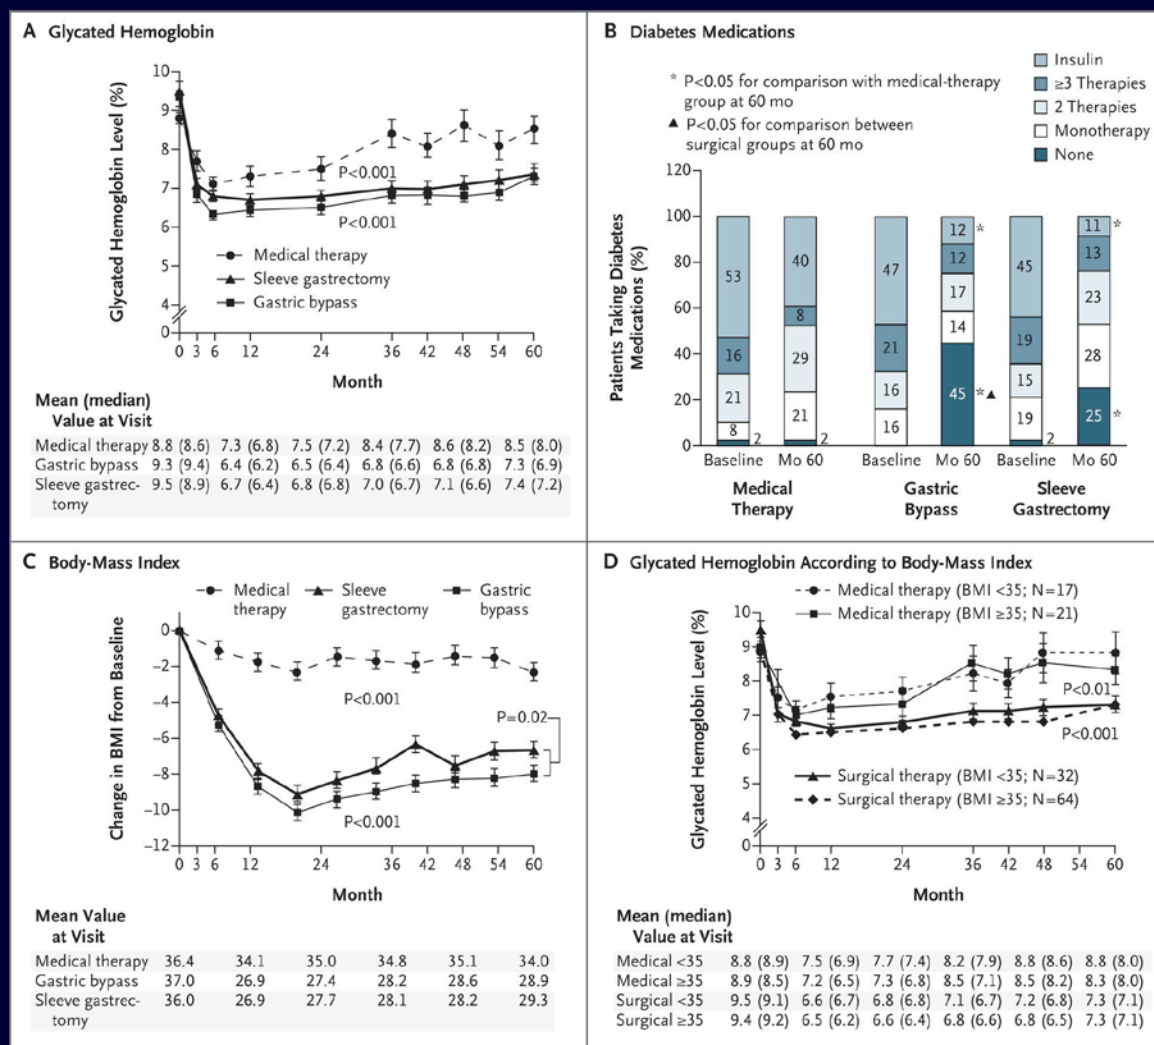 A Glycated Hemoglobin
Glycated Hemoglobin Level (%)
10
9
8
7
6
5
4
0
P<0.001
P<0.001
Medical therapy
Sleeve gastrectomy
Gastric bypass
0 3 6 12 24 36 42 48 54 60
Month
Mean (median)
Value at Visit
Medical therapy 8.8 (8.6) 7.3 (6.8) 7.5 (7.2) 8.4 (7.7) 8.6 (8.2) 8.5 (8.0)
Gastric bypass 9.3 (9.4) 6.4 (6.2) 6.5 (6.4) 6.8 (6.6) 6.8 (6.8) 7.3 (6.9)
Sleeve gastrec- 9.5 (8.9) 6.7 (6.4) 6.8 (6.8) 7.0 (6.7) 7.1 (6.6) 7.4 (7.2)
tomy
B Diabetes Medications
* P<0.05 for comparison with medical-therapy
group at 60 mo
▲ P<0.05 for comparison between
surgical groups at 60 mo
Insulin
≥3 Therapies
2 Therapies
Monotherapy
None
Patients Taking Diabetes
Medications (%)
120
100
80
60
40
20
0
53
16
21
8
2
40
8
29
21
2
47
21
16
16
12 *
12
17
14
45 *▲
45
19
15
19
2
11 *
13
23
28
25 *
Baseline Mo 60 Baseline Mo 60 Baseline Mo 60
Medical Gastric Sleeve
Therapy Bypass Gastrectomy
C Body-Mass Index
Medical Sleeve Gastric
therapy gastrectomy bypass
Change in BMI from Baseline
0
−2
−4
−6
−8
−10
−12
P<0.001
P=0.02
P<0.001
0 3 6 12 24 36 42 48 54 60
Month
Mean Value
at Visit
Medical therapy 36.4 34.1 35.0 34.8 35.1 34.0
Gastric bypass 37.0 26.9 27.4 28.2 28.6 28.9
Sleeve gastrec- 36.0 26.9 27.7 28.1 28.2 29.3
tomy
D Glycated Hemoglobin According to Body-Mass Index
Medical therapy (BMI <35; N=17)
Medical therapy (BMI ≥35; N=21)
Glycated Hemoglobin Level (%)
10
9
8
7
6
5
4
0
P<0.01
P<0.001
Surgical therapy (BMI <35; N=32)
Surgical therapy (BMI ≥35; N=64)
0 3 6 12 24 36 42 48 60
Month
Mean (median)
Value at Visit
Medical <35 8.8 (8.9) 7.5 (6.9) 7.7 (7.4) 8.2 (7.9) 8.8 (8.6) 8.8 (8.0)
Medical ≥35 8.9 (8.5) 7.2 (6.5) 7.3 (6.8) 8.5 (7.1) 8.5 (8.2) 8.3 (8.0)
Surgical <35 9.5 (9.1) 6.6 (6.7) 6.8 (6.8) 7.1 (6.7) 7.2 (6.8) 7.3 (7.1)
Surgical ≥35 9.4 (9.2) 6.5 (6.2) 6.6 (6.4) 6.8 (6.6) 6.8 (6.5) 7.3 (7.1)